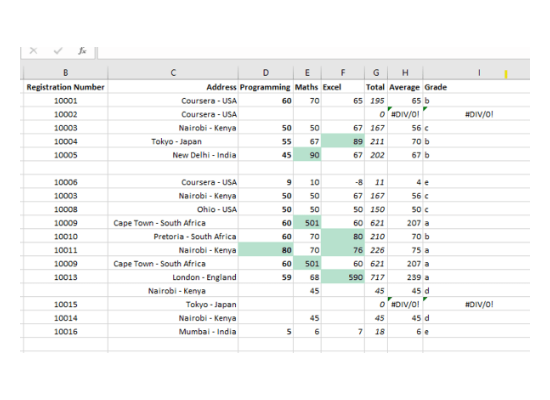 fx
B C D E F G H I
Registration Number Address Programming Maths Excel Total Average Grade
10001 Coursera - USA 60 70 65 195 65 b
10002 Coursera - USA 0 #DIV/0! #DIV/0!
10003 Nairobi - Kenya 50 50 67 167 56 c
10004 Tokyo - Japan 55 67 89 211 70 b
10005 New Delhi - India 45 90 67 202 67 b
10006 Coursera - USA 9 10 -8 11 4 e
10003 Nairobi - Kenya 50 50 67 167 56 c
10008 Ohio - USA 50 50 50 150 50 c
10009 Cape Town - South Africa 60 501 60 621 207 a
10010 Pretoria - South Africa 60 70 80 210 70 b
10011 Nairobi - Kenya 80 70 76 226 75 a
10009 Cape Town - South Africa 60 501 60 621 207 a
10013 London - England 59 68 590 717 239 a
Nairobi - Kenya 45 45 45 d
10015 Tokyo - Japan 0 #DIV/0! #DIV/0!
10014 Nairobi - Kenya 45 45 45 d
10016 Mumbai - India 5 6 7 18 6 e